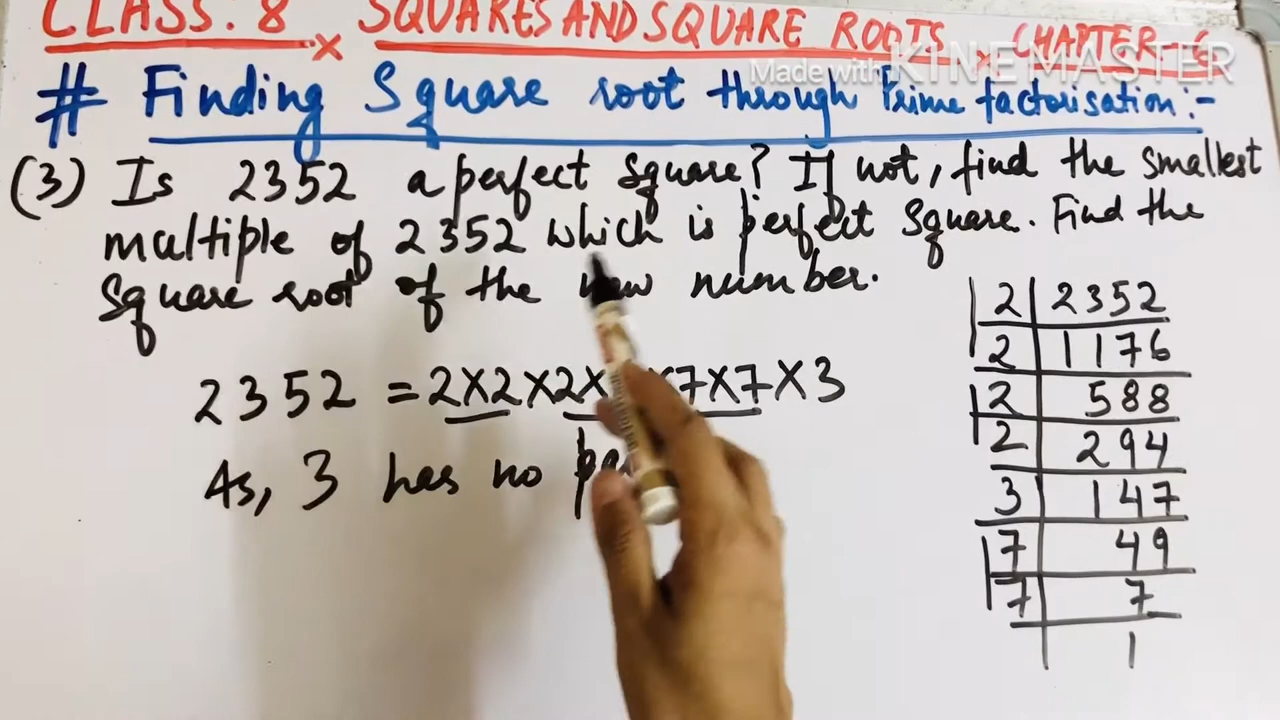 CLASS: 8 SQUARES AND SQUARE ROOTS CHAPTER-6
Made with KINEMASTER
# Finding Square root through Prime factorisation:-
(3) Is 2352 a perfect square? If not, find the smallest
multiple of 2352 which is perfect square. Find the
square root of the new number.
2352 = 2×2×2× ×7×7×3
As, 3 has no
2 2352
2 1176
2 588
2 294
3 147
7 49
7 7
1